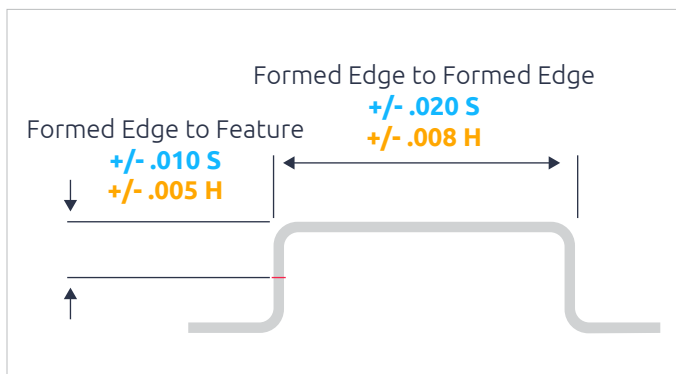 Formed Edge to Formed Edge
+/- .020 S
+/- .008 H
Formed Edge to Feature
+/- .010 S
+/- .005 H